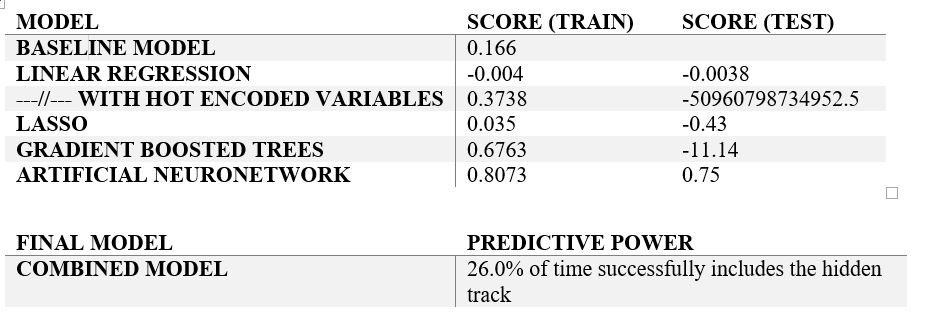 MODEL SCORE (TRAIN) SCORE (TEST)
BASELINE MODEL 0.166
LINEAR REGRESSION -0.004 -0.0038
---//--- WITH HOT ENCODED VARIABLES 0.3738 -50960798734952.5
LASSO 0.035 -0.43
GRADIENT BOOSTED TREES 0.6763 -11.14
ARTIFICIAL NEURONETWORK 0.8073 0.75
FINAL MODEL PREDICTIVE POWER
COMBINED MODEL 26.0% of time successfully includes the hidden
track